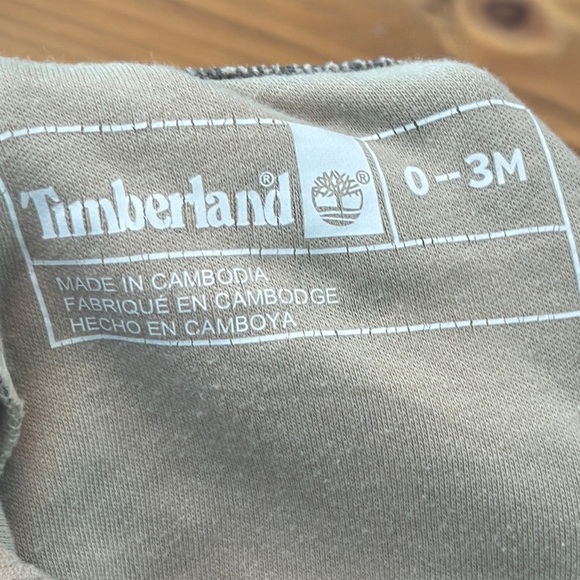 Timberland® ® 0--3M
MADE IN CAMBODIA
FABRIQUÉ EN CAMBODGE
HECHO EN CAMBOYA